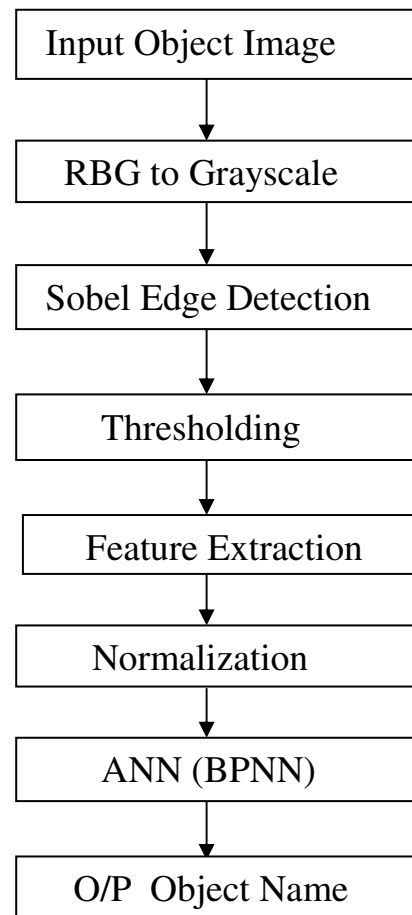 Input Object Image
RBG to Grayscale
Sobel Edge Detection
Thresholding
Feature Extraction
Normalization
ANN (BPNN)
O/P Object Name